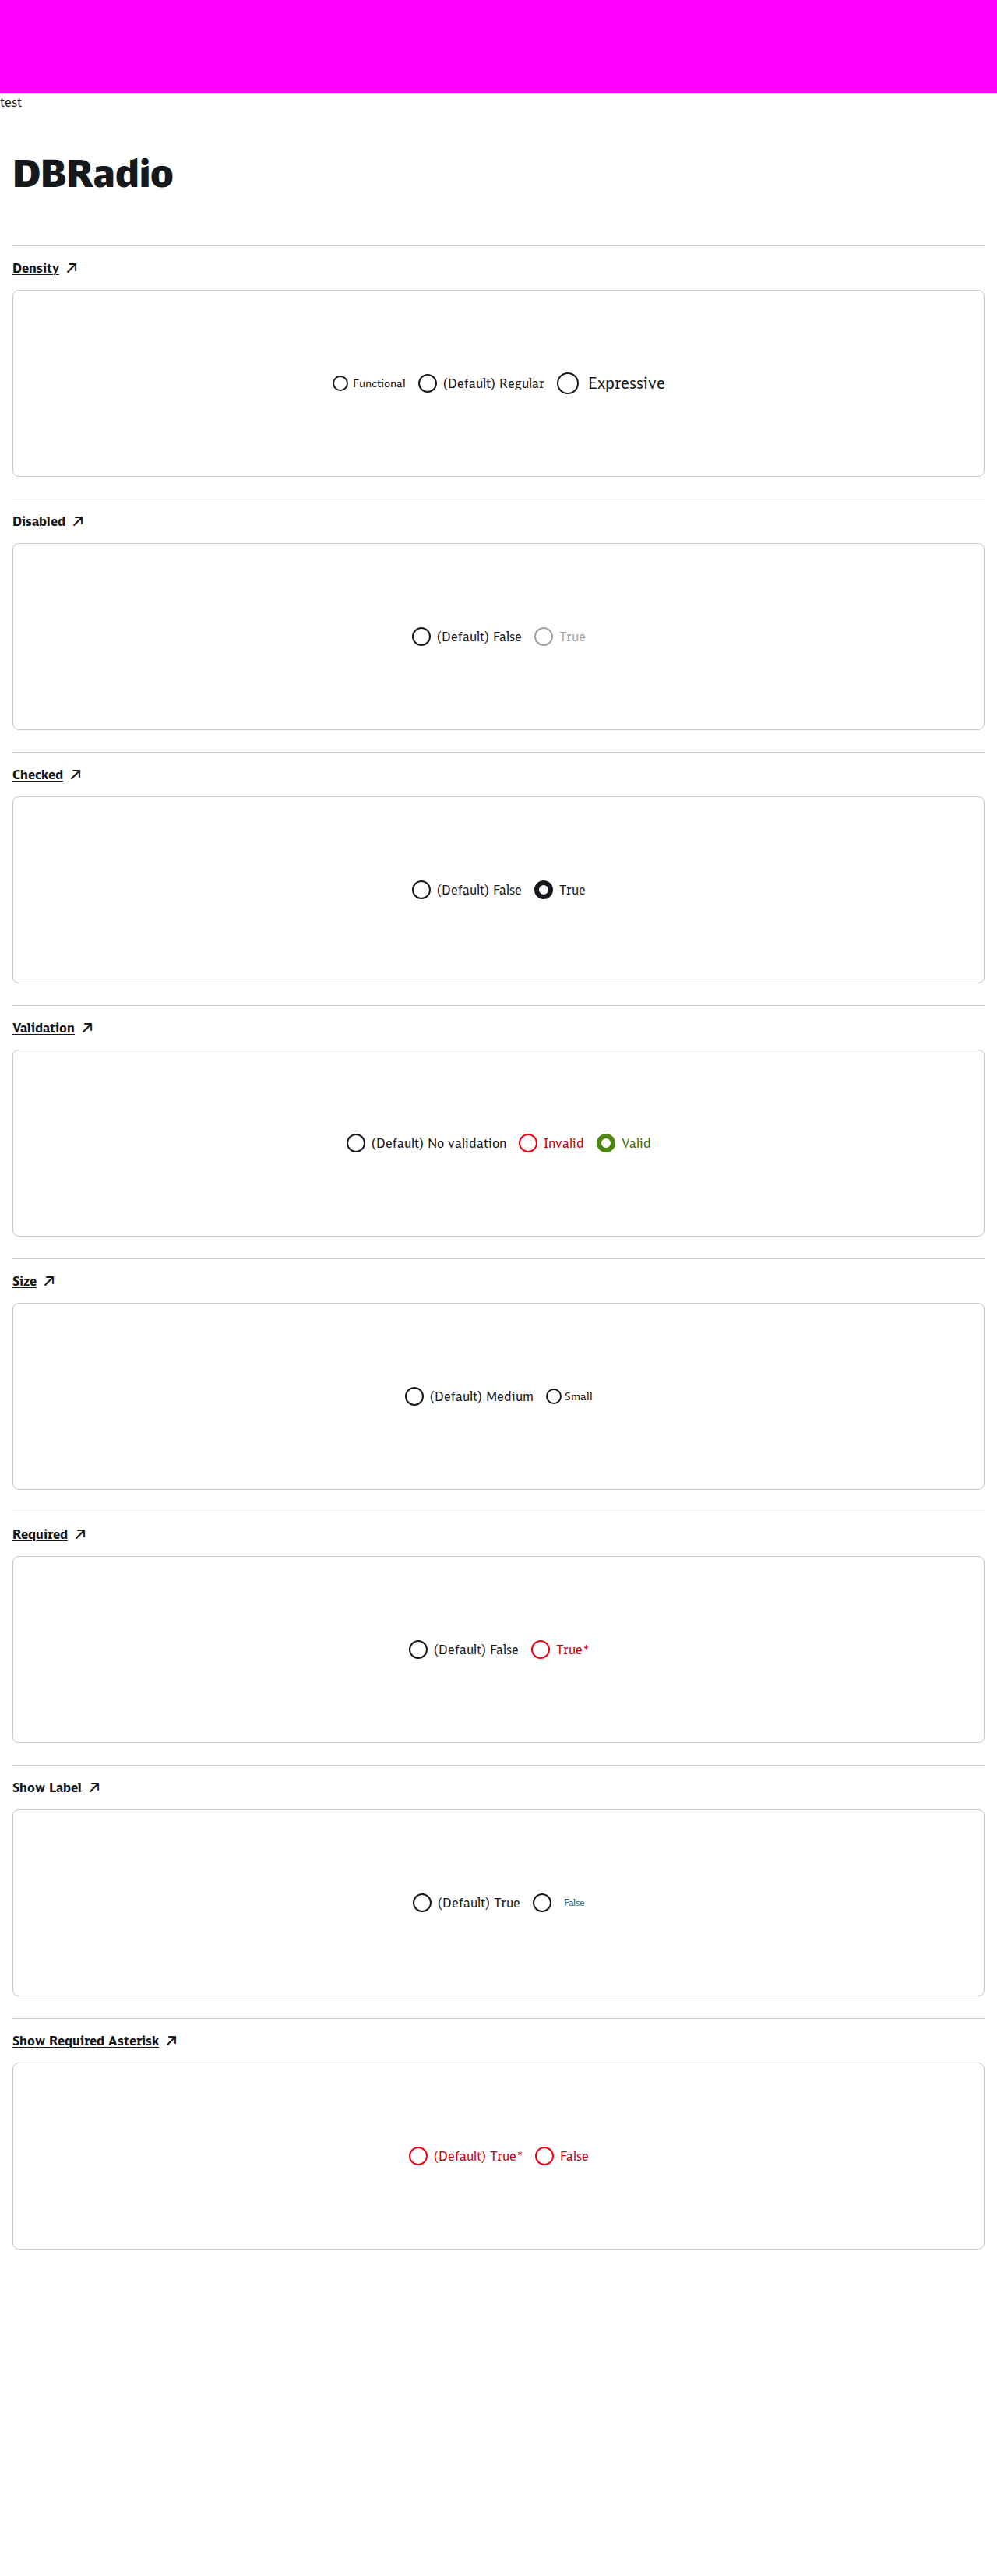 test
DBRadio
Density
Functional (Default) Regular Expressive
Disabled
(Default) False True
Checked
(Default) False True
Validation
(Default) No validation Invalid Valid
Size
(Default) Medium Small
Required
(Default) False True*
Show Label
(Default) True False
Show Required Asterisk
(Default) True* False